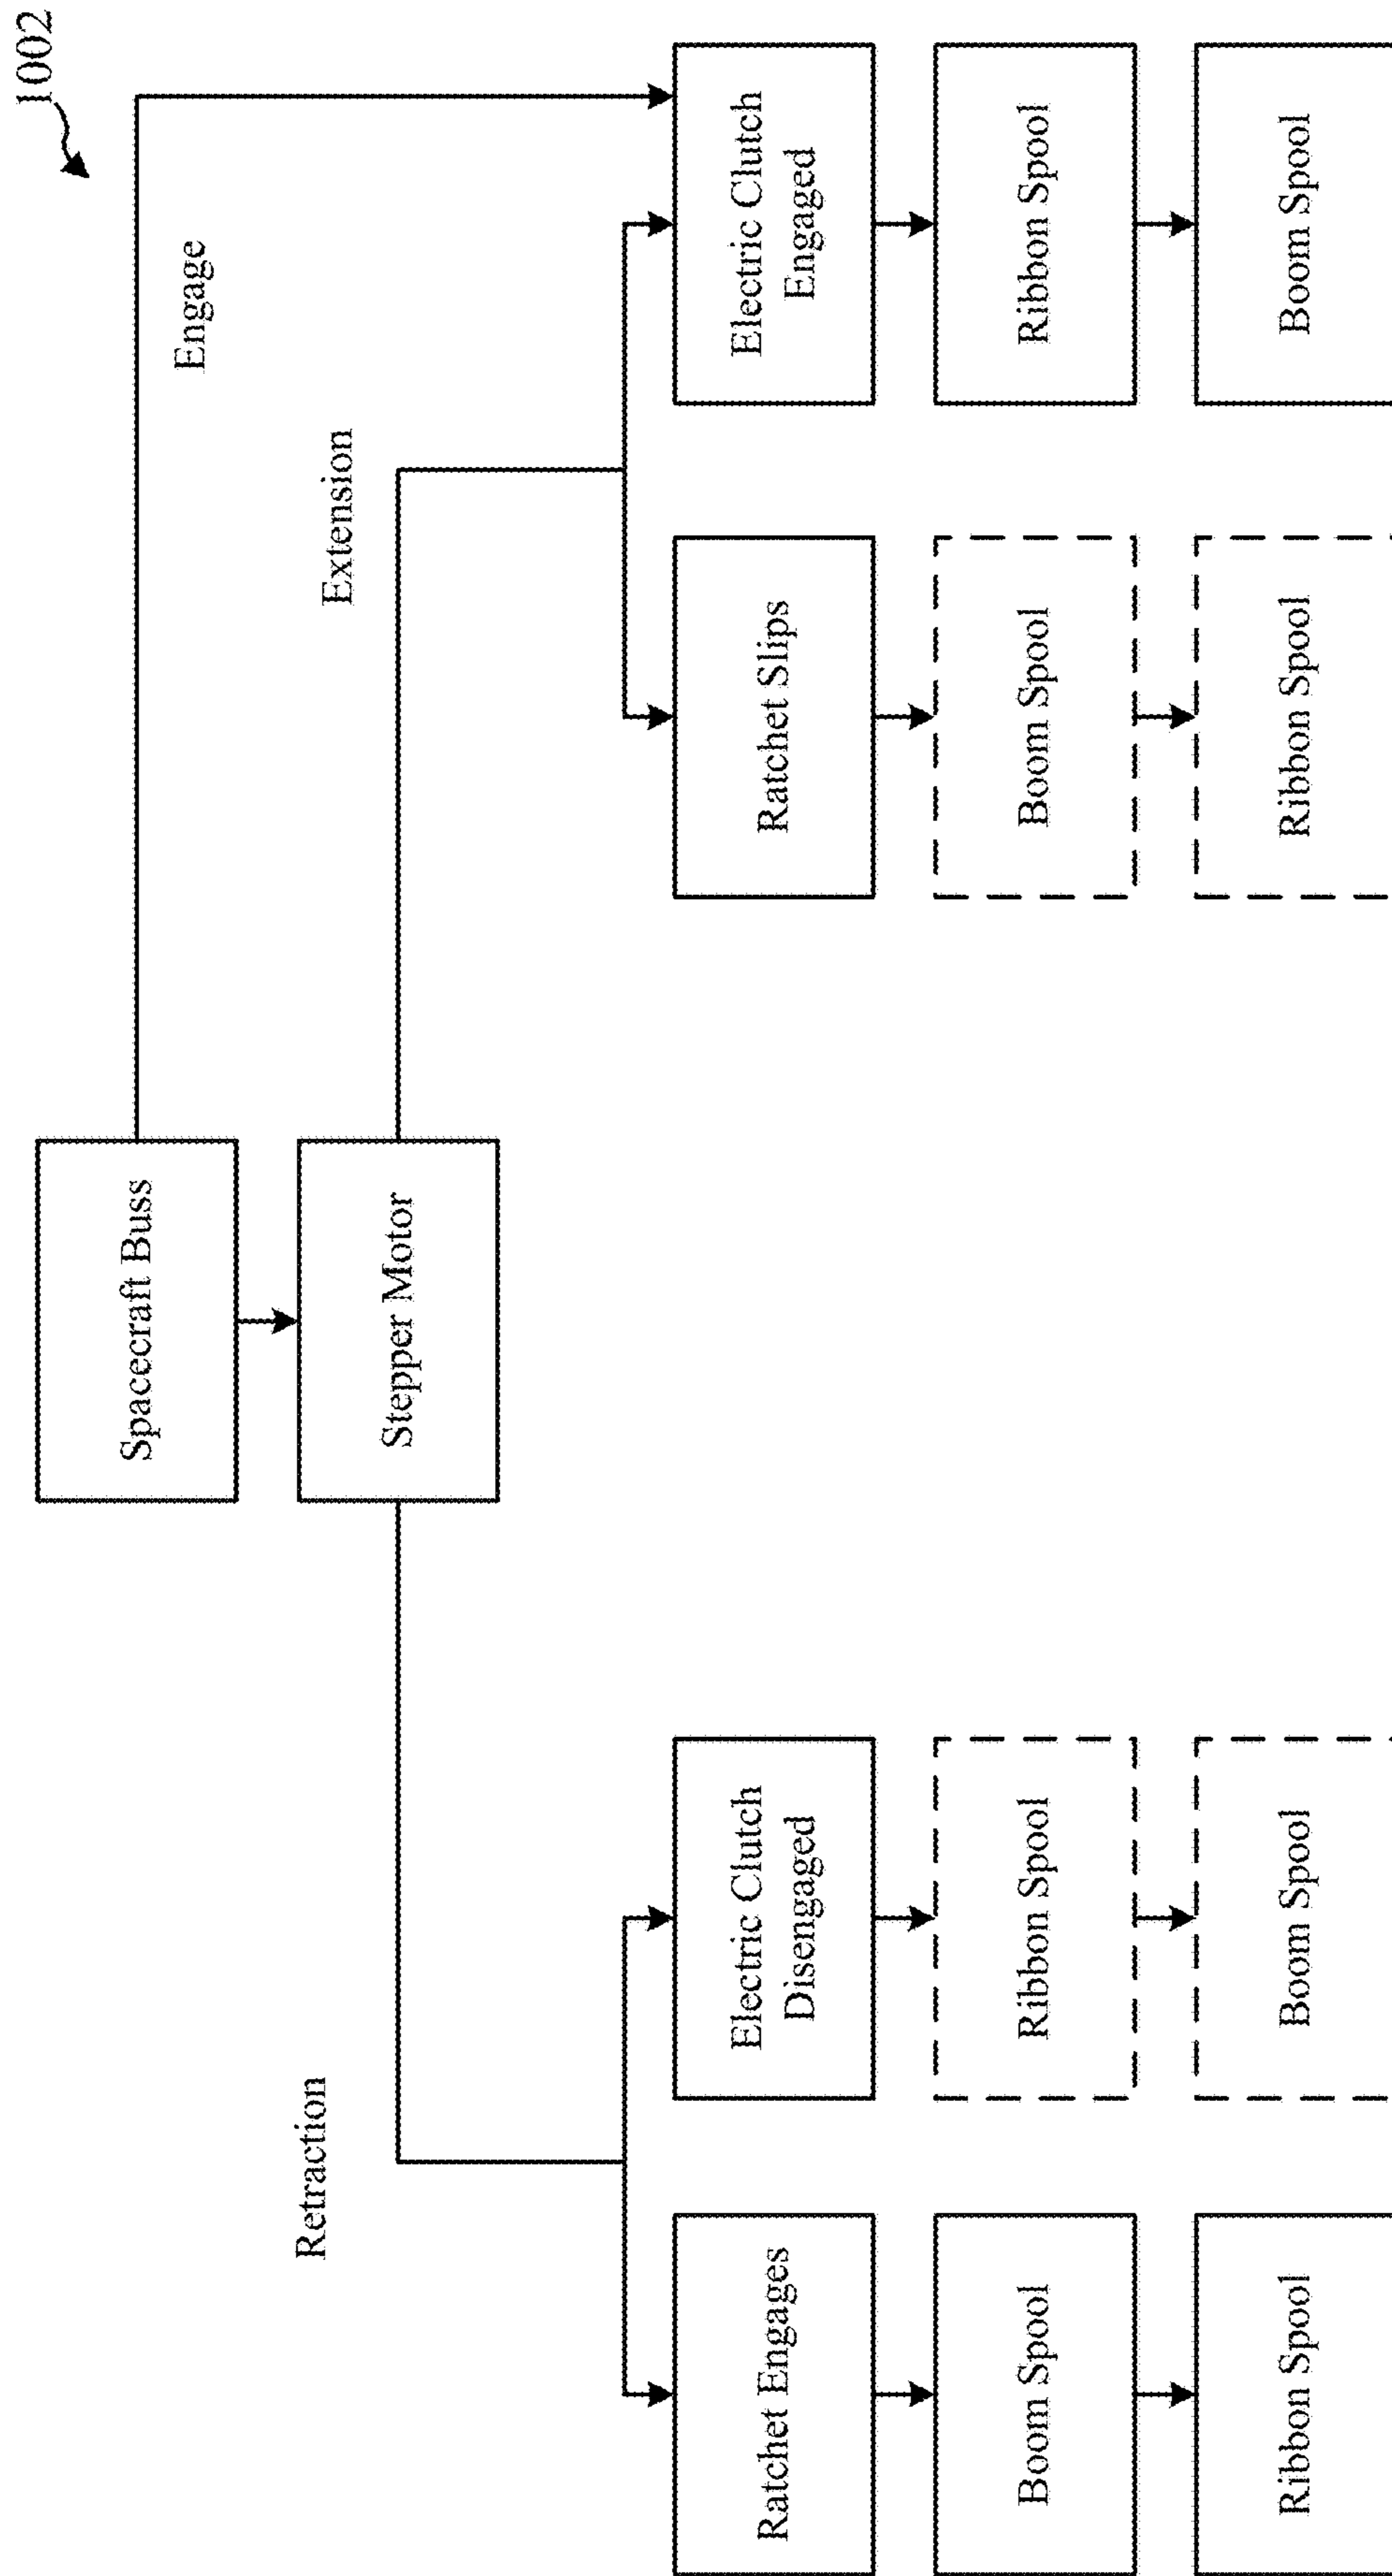 1002
Spacecraft Buss
Engage
Stepper Motor
Retraction
Extension
Ratchet Engages
Electric Clutch
Disengaged
Ratchet Slips
Electric Clutch
Engaged
Boom Spool
Ribbon Spool
Boom Spool
Ribbon Spool
Ribbon Spool
Boom Spool
Ribbon Spool
Boom Spool